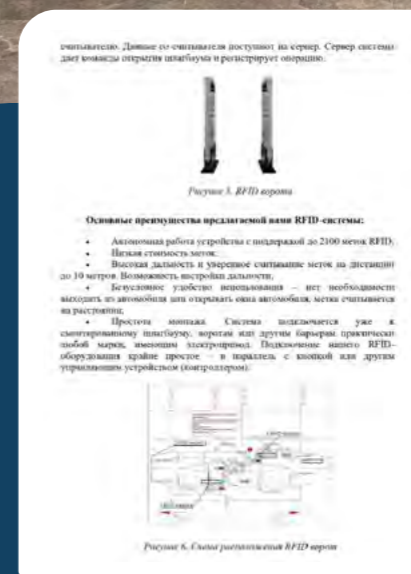 считывателю. Данные со считывателя поступают на сервер. Сервер системы
дает команды открытия шлагбаума и регистрирует операцию.
Рисунок 5. RFID ворота
Основные преимущества предлагаемой нами RFID-системы:
• Автономная работа устройства с поддержкой до 2100 меток RFID;
• Низкая стоимость меток;
• Высокая дальность и уверенное считывание меток на дистанции
до 10 метров. Возможность настройки дальности;
• Безусловное удобство использования – нет необходимости
выходить из автомобиля или открывать окна автомобиля, метка считывается
на расстоянии;
• Простота монтажа. Система подключается уже к
смонтированному шлагбауму, воротам или другим барьерам практически
любой марки, имеющим электропривод. Подключение нашего RFID-
оборудования крайне простое – в параллель с кнопкой или другим
управляющим устройством (контроллером).
Рисунок 6. Схема расположения RFID ворот